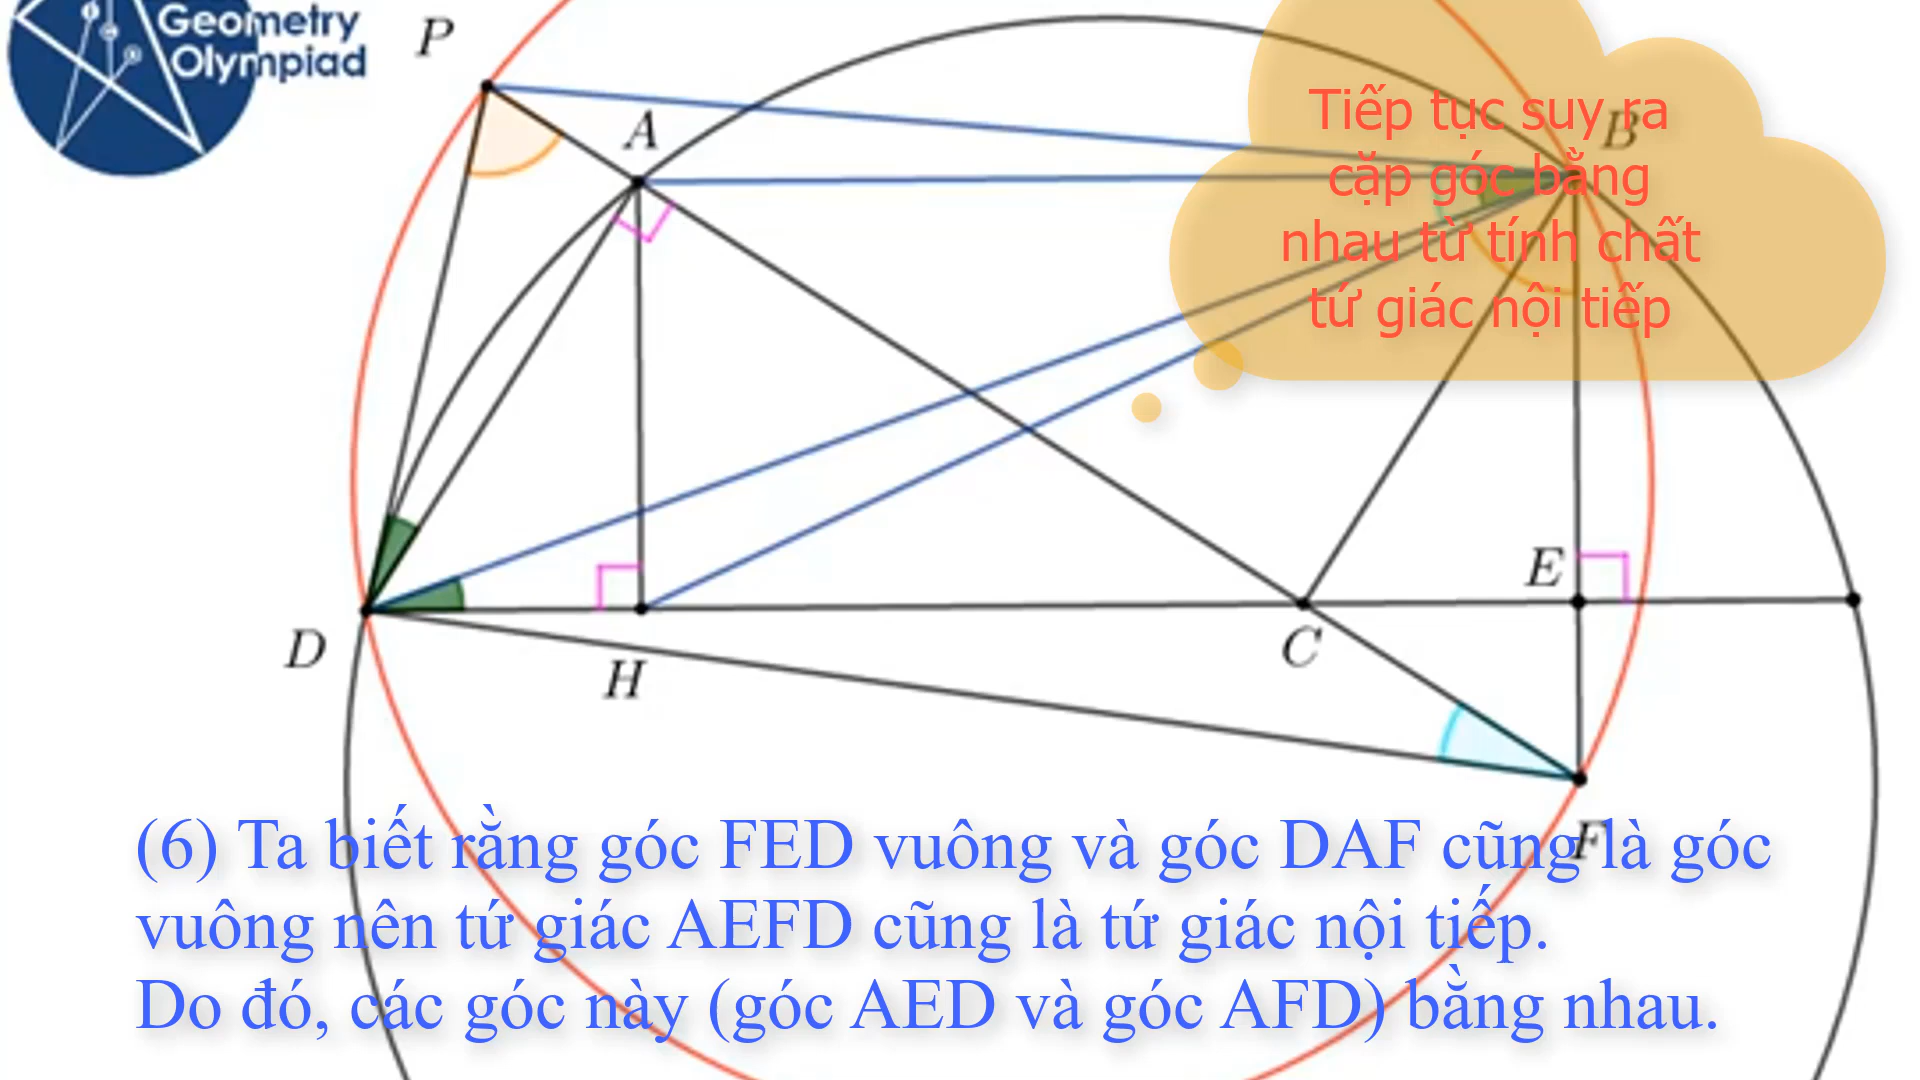 Geometry
Olympiad
P
A
B
Tiếp tục suy ra
cặp góc bằng
nhau từ tính chất
tứ giác nội tiếp
E
D
H
C
F
(6) Ta biết rằng góc FED vuông và góc DAF cũng là góc
vuông nên tứ giác AEFD cũng là tứ giác nội tiếp.
Do đó, các góc này (góc AED và góc AFD) bằng nhau.